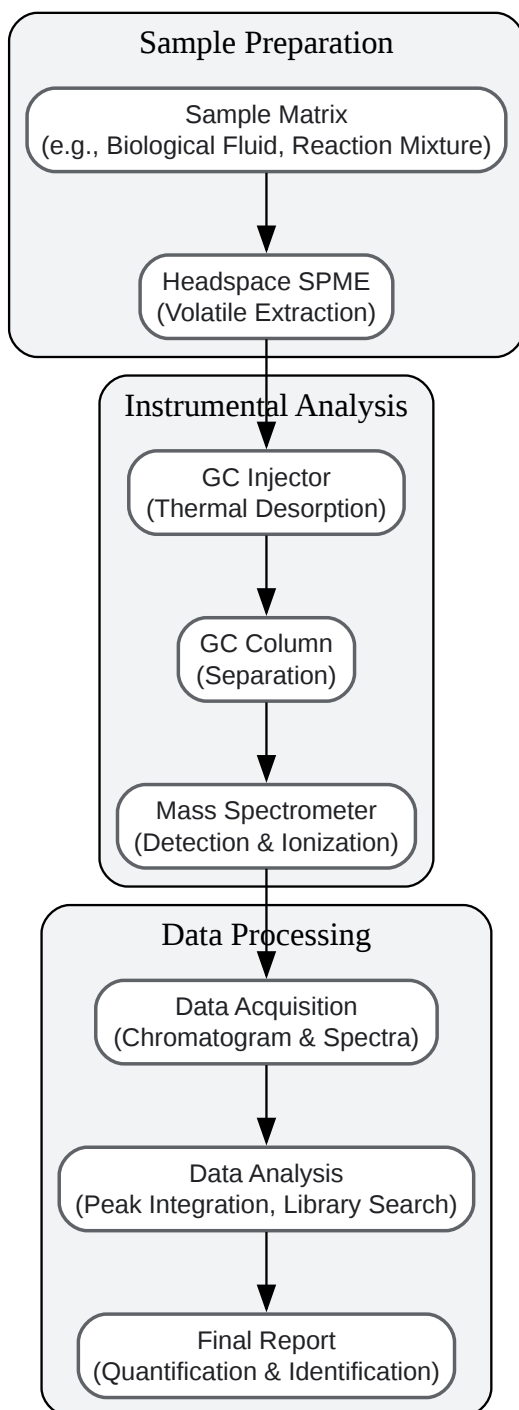 Sample Preparation
Sample Matrix
(e.g., Biological Fluid, Reaction Mixture)
Headspace SPME
(Volatile Extraction)
Instrumental Analysis
GC Injector
(Thermal Desorption)
GC Column
(Separation)
Mass Spectrometer
(Detection & Ionization)
Data Processing
Data Acquisition
(Chromatogram & Spectra)
Data Analysis
(Peak Integration, Library Search)
Final Report
(Quantification & Identification)